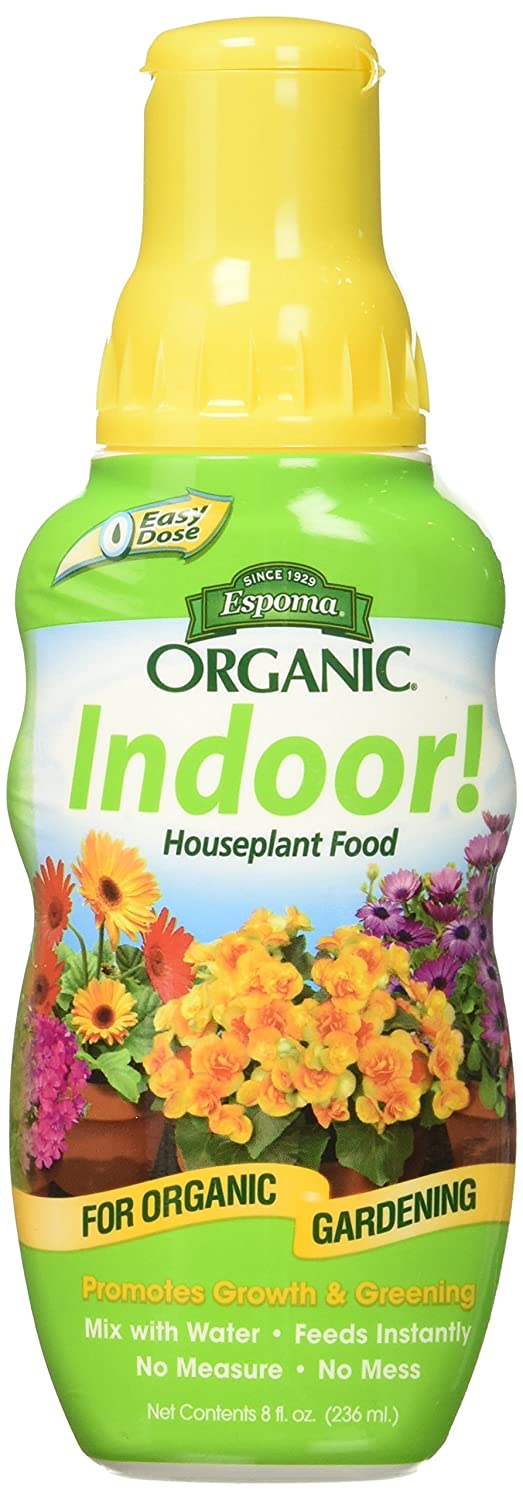 Easy
Dose
SINCE 1929
Espoma®
ORGANIC®
Indoor!
Houseplant Food
FOR ORGANIC GARDENING
Promotes Growth & Greening
Mix with Water • Feeds Instantly
No Measure • No Mess
Net Contents 8 fl. oz. (236 ml.)